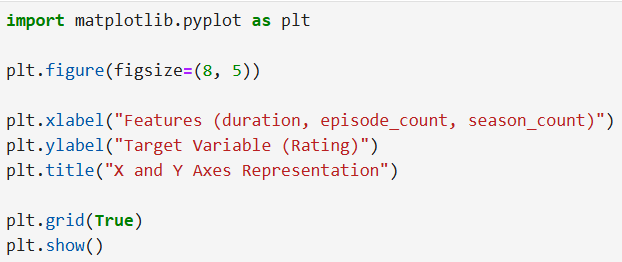 import matplotlib.pyplot as plt
plt.figure(figsize=(8, 5))
plt.xlabel("Features (duration, episode_count, season_count)")
plt.ylabel("Target Variable (Rating)")
plt.title("X and Y Axes Representation")
plt.grid(True)
plt.show()